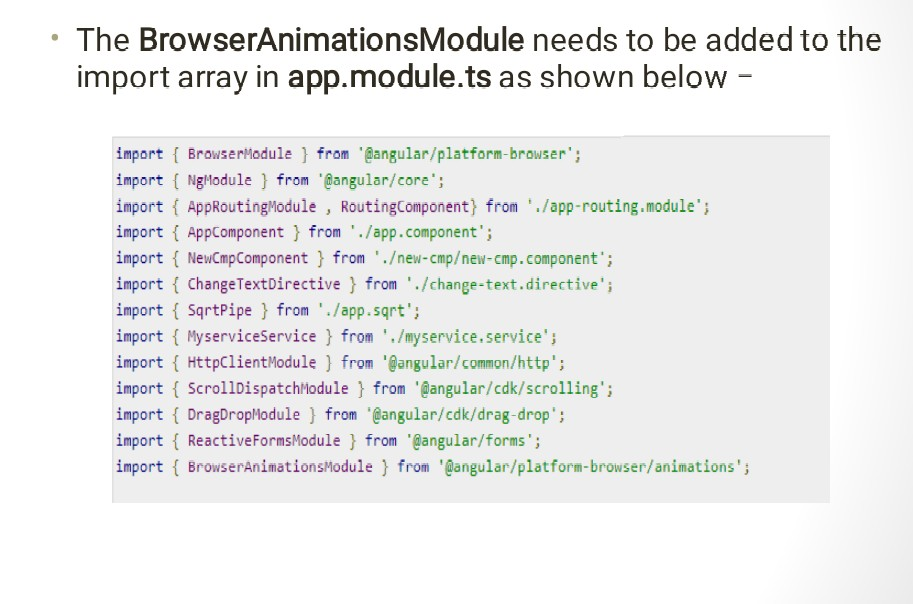 • The BrowserAnimationsModule needs to be added to the
import array in app.module.ts as shown below –
import { BrowserModule } from '@angular/platform-browser';
import { NgModule } from '@angular/core';
import { AppRoutingModule , RoutingComponent} from './app-routing.module';
import { AppComponent } from './app.component';
import { NewCmpComponent } from './new-cmp/new-cmp.component';
import { ChangeTextDirective } from './change-text.directive';
import { SqrtPipe } from './app.sqrt';
import { MyserviceService } from './myservice.service';
import { HttpClientModule } from '@angular/common/http';
import { ScrollDispatchModule } from '@angular/cdk/scrolling';
import { DragDropModule } from '@angular/cdk/drag-drop';
import { ReactiveFormsModule } from '@angular/forms';
import { BrowserAnimationsModule } from '@angular/platform-browser/animations';